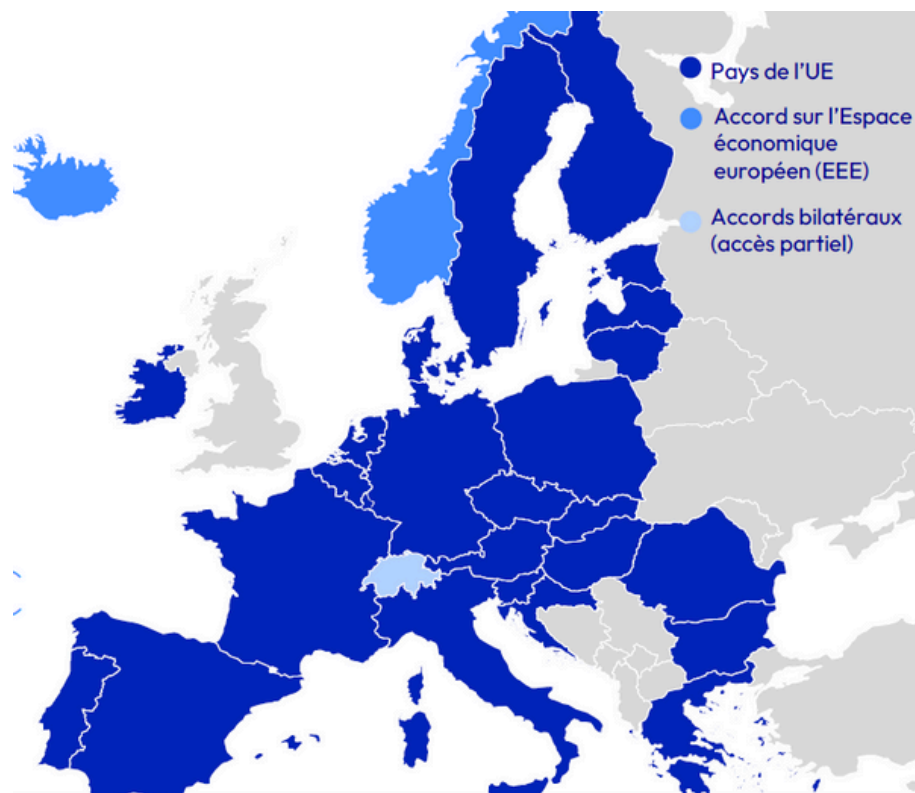 Pays de l'UE
Accord sur l'Espace
économique
européen (EEE)
Accords bilatéraux
(accès partiel)